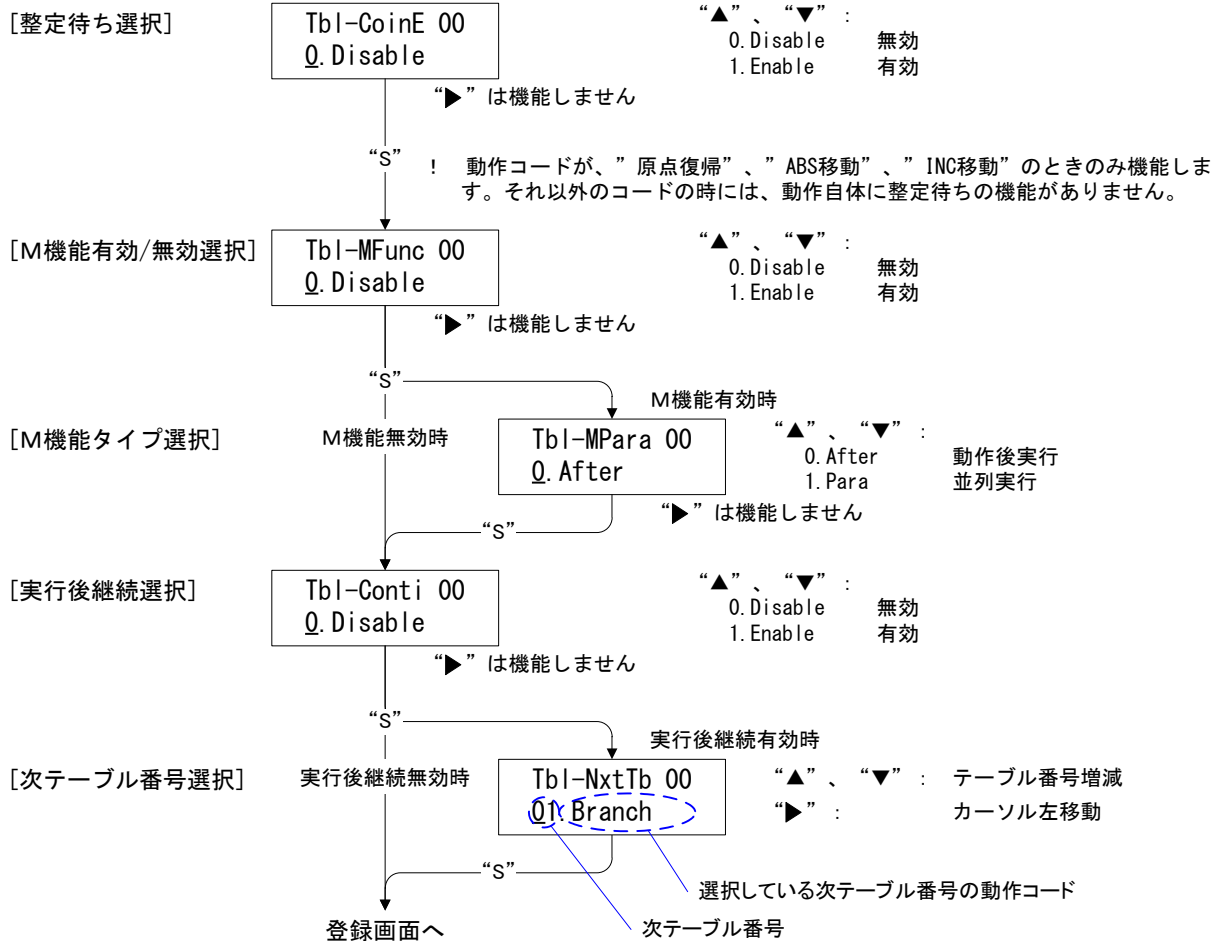 [整定待ち選択]
Tbl-CoinE 00
0.Disable
“▲”、“▼”：
0.Disable 無効
1.Enable 有効
“▶”は機能しません
“S”
！ 動作コードが、”原点復帰”、”ABS移動”、”INC移動”のときのみ機能しま
す。それ以外のコードの時には、動作自体に整定待ちの機能がありません。
[Ｍ機能有効/無効選択]
Tbl-MFunc 00
0.Disable
“▲”、“▼”：
0.Disable 無効
1.Enable 有効
“▶”は機能しません
“S”
Ｍ機能有効時
[Ｍ機能タイプ選択]
Ｍ機能無効時
Tbl-MPara 00
0.After
“▲”、“▼”：
0.After 動作後実行
1.Para 並列実行
“▶”は機能しません
“S”
[実行後継続選択]
Tbl-Conti 00
0.Disable
“▲”、“▼”：
0.Disable 無効
1.Enable 有効
“▶”は機能しません
“S”
実行後継続有効時
[次テーブル番号選択]
実行後継続無効時
Tbl-NxtTb 00
01.Branch
“▲”、“▼”： テーブル番号増減
“▶”： カーソル左移動
“S”
選択している次テーブル番号の動作コード
登録画面へ
次テーブル番号